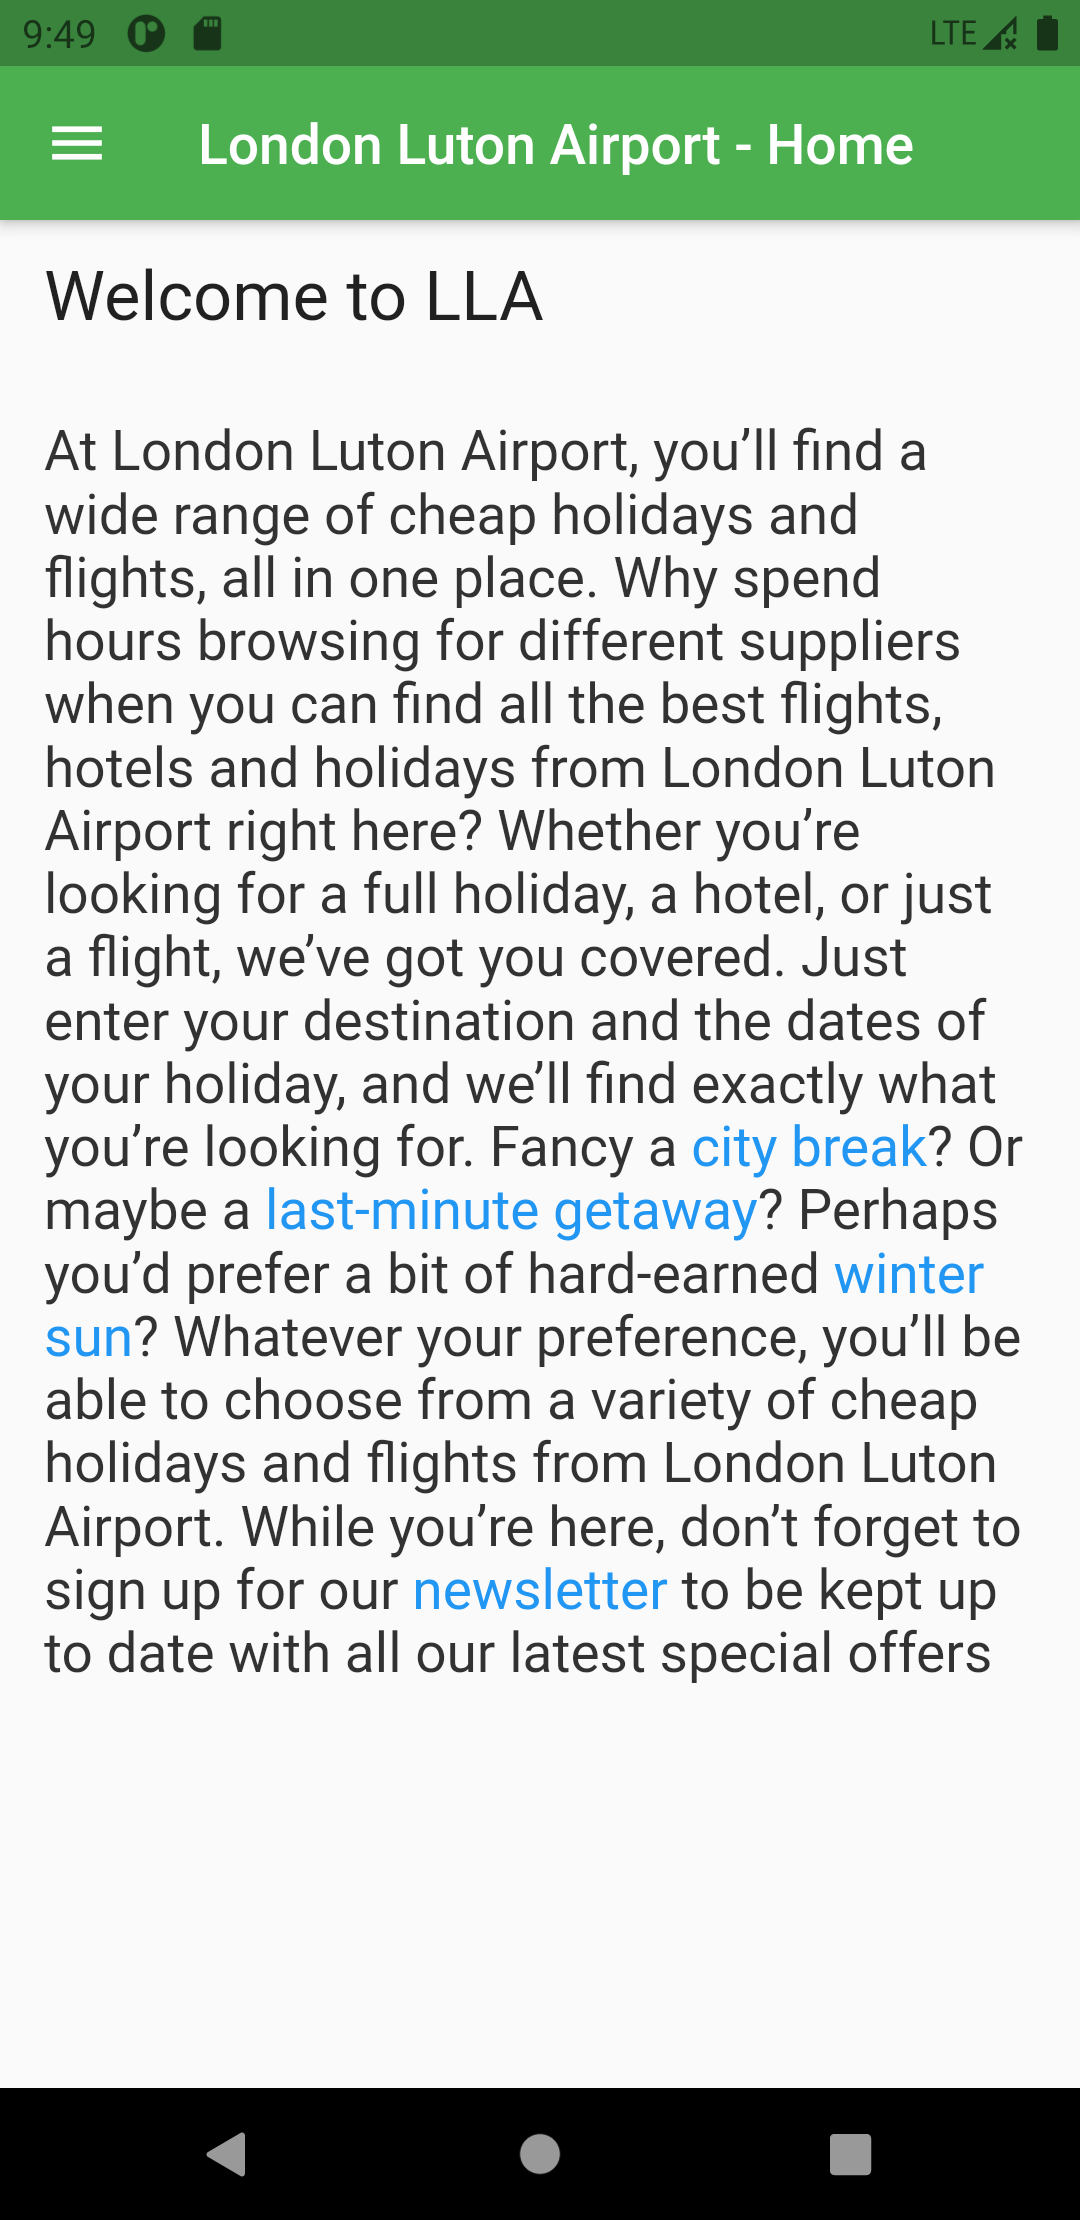 9:49
LTE
London Luton Airport - Home
Welcome to LLA
At London Luton Airport, you’ll find a
wide range of cheap holidays and
flights, all in one place. Why spend
hours browsing for different suppliers
when you can find all the best flights,
hotels and holidays from London Luton
Airport right here? Whether you’re
looking for a full holiday, a hotel, or just
a flight, we’ve got you covered. Just
enter your destination and the dates of
your holiday, and we’ll find exactly what
you’re looking for. Fancy a city break? Or
maybe a last-minute getaway? Perhaps
you’d prefer a bit of hard-earned winter
sun? Whatever your preference, you’ll be
able to choose from a variety of cheap
holidays and flights from London Luton
Airport. While you’re here, don’t forget to
sign up for our newsletter to be kept up
to date with all our latest special offers